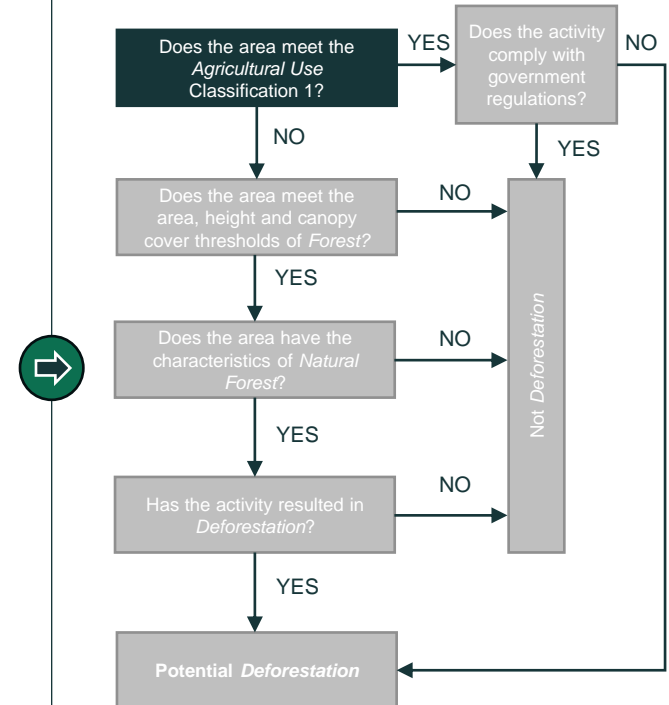 Does the area meet the
Agricultural Use
Classification 1?
YES
Does the activity
comply with
government
regulations?
NO
NO
YES
Does the area meet the
area, height and canopy
cover thresholds of Forest?
NO
YES
Does the area have the
characteristics of Natural
Forest?
NO
Not Deforestation
YES
Has the activity resulted in
Deforestation?
NO
YES
Potential Deforestation